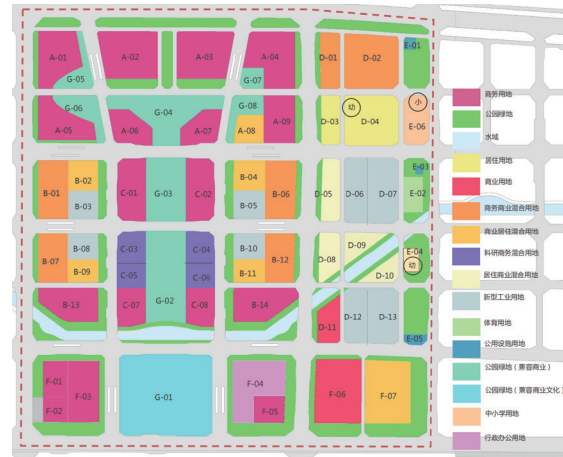 A-01
A-02
A-03
A-04
D-01
D-02
E-01
G-05
G-07
G-06
G-04
G-08
A-09
D-03
幼
D-04
小
E-06
A-05
A-06
A-07
A-08
B-01
B-02
B-03
C-01
G-03
C-02
B-04
B-05
B-06
D-05
D-06
D-07
E-03
E-02
B-07
B-08
B-09
C-03
C-04
C-05
C-06
B-10
B-11
B-12
D-08
D-09
D-10
E-04
幼
B-13
C-07
G-02
C-08
B-14
D-11
D-12
D-13
E-05
F-01
F-02
F-03
G-01
F-04
F-05
F-06
F-07
商务用地
公园绿地
水域
居住用地
商业用地
商务商业混合用地
商业居住混合用地
科研商务混合用地
居住商业混合用地
新型工业用地
体育用地
公用设施用地
公园绿地（兼容商业）
公园绿地（兼容商业文化）
中小学用地
行政办公用地